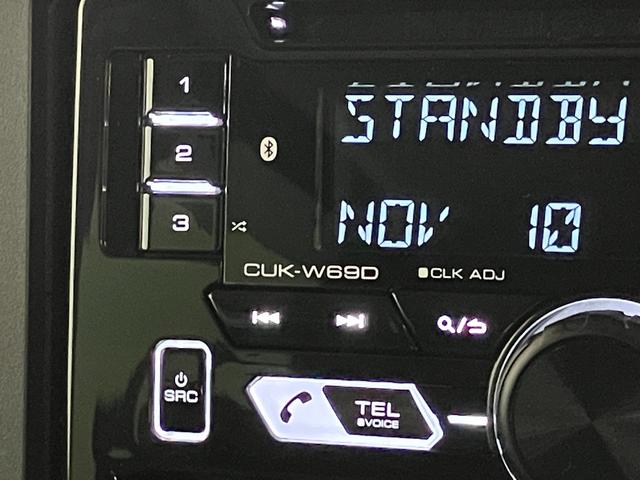 1
STANDBY
2
3
NOV 10
CUK-W69D
CLK ADJ
SRC
TEL
VOICE